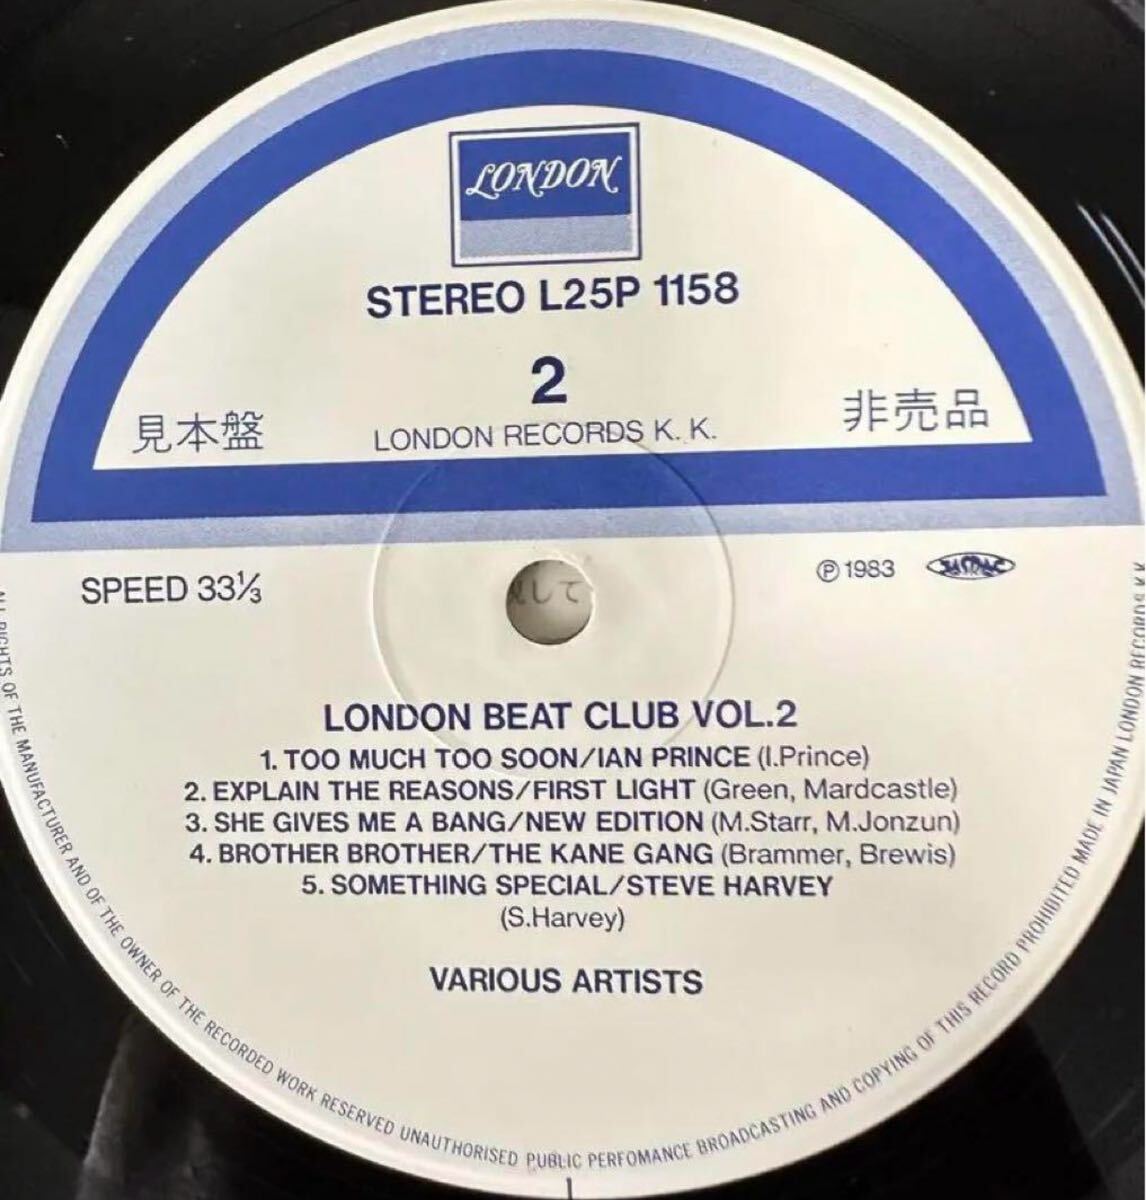 LONDON
STEREO L25P 1158
2
見本盤
LONDON RECORDS K. K.
非売品
SPEED 33⅓
Ⓟ 1983
JASRAC
して
LONDON BEAT CLUB VOL.2
1. TOO MUCH TOO SOON/IAN PRINCE (I.Prince)
2. EXPLAIN THE REASONS/FIRST LIGHT (Green, Mardcastle)
3. SHE GIVES ME A BANG/NEW EDITION (M.Starr, M.Jonzun)
4. BROTHER BROTHER/THE KANE GANG (Brammer, Brewis)
5. SOMETHING SPECIAL/STEVE HARVEY
(S.Harvey)
VARIOUS ARTISTS
ALL RIGHTS OF THE MANUFACTURER AND OF THE OWNER OF THE RECORDED WORK RESERVED UNAUTHORISED PUBLIC PERFOMANCE BROADCASTING AND COPYING OF THIS RECORD PROHIBITED MADE IN JAPAN LONDON RECORDS K.K.